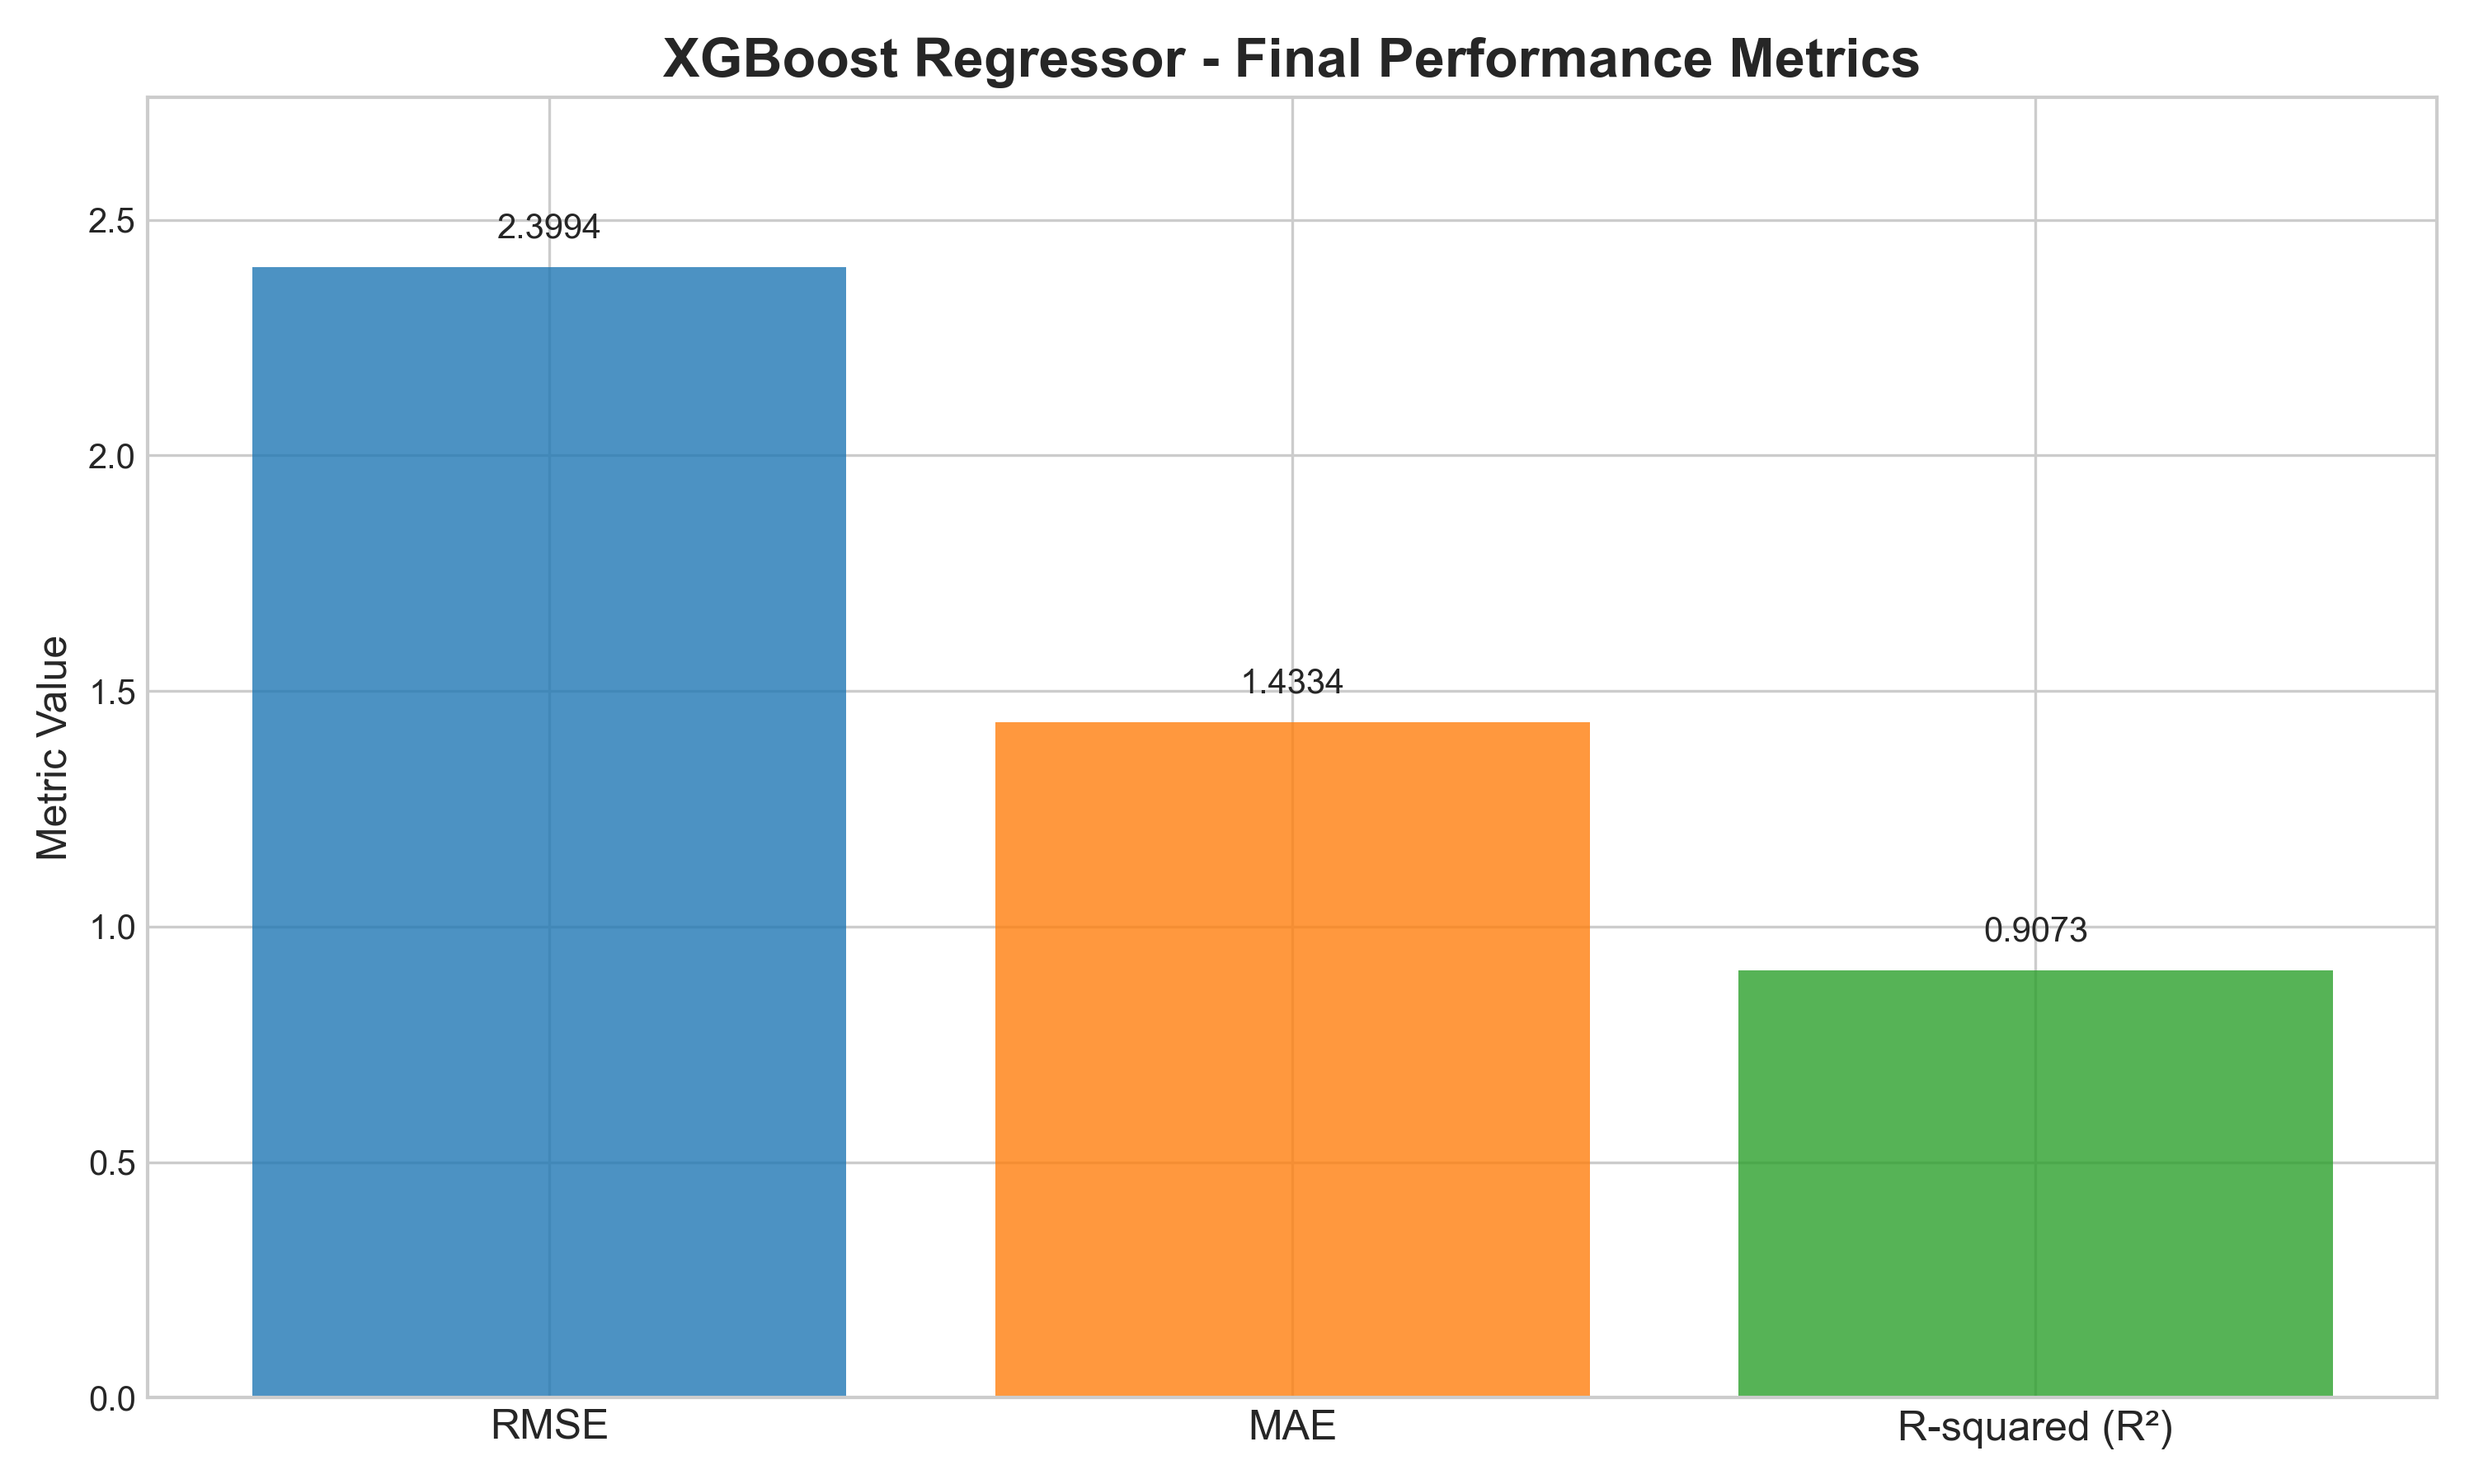 XGBoost Regressor - Final Performance Metrics
Metric Value
2.5
2.0
1.5
1.0
0.5
0.0
2.3994
1.4334
0.9073
RMSE
MAE
R-squared (R²)